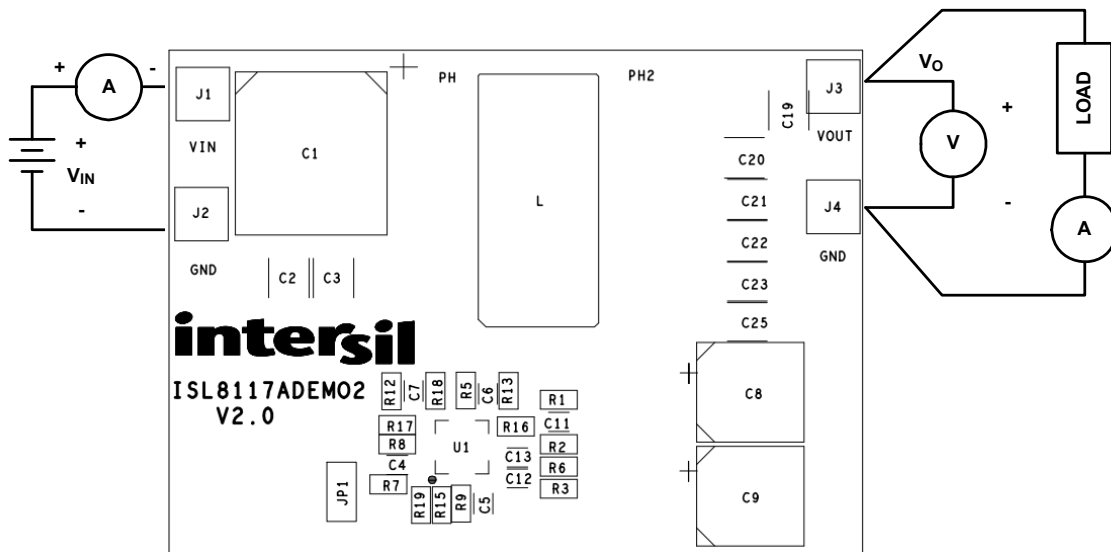 + A -
+
VIN
-
J1
VIN
J2
GND
C1
+
C2 C3
PH
PH2
L
C19
C20
C21
C22
C23
C25
J3
VOUT
J4
GND
VO
+
V
-
LOAD
A
intersil
ISL8117ADEMO2
V2.0
R12 C7 R18 R5 C6 R13
R1
R17
R16
C11
R8
U1
R2
C4
C13
R6
R7
C12
R3
JP1
R19 R15 R9 C5
+
C8
+
C9